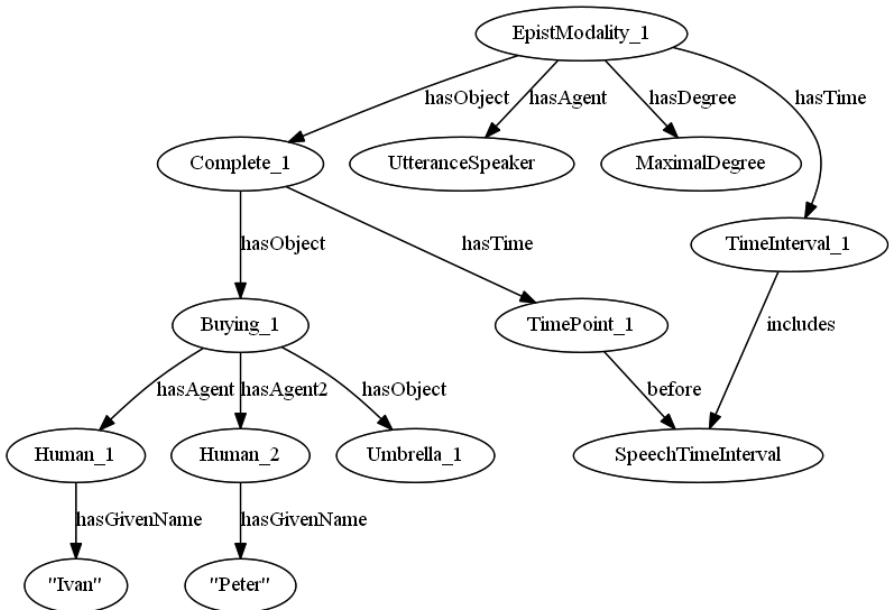 EpistModality_1
hasObject hasAgent hasDegree hasTime
Complete_1 UtteranceSpeaker MaximalDegree
hasObject hasTime TimeInterval_1
Buying_1 TimePoint_1 includes
hasAgent hasAgent2 hasObject before
Human_1 Human_2 Umbrella_1 SpeechTimeInterval
hasGivenName hasGivenName
"Ivan" "Peter"